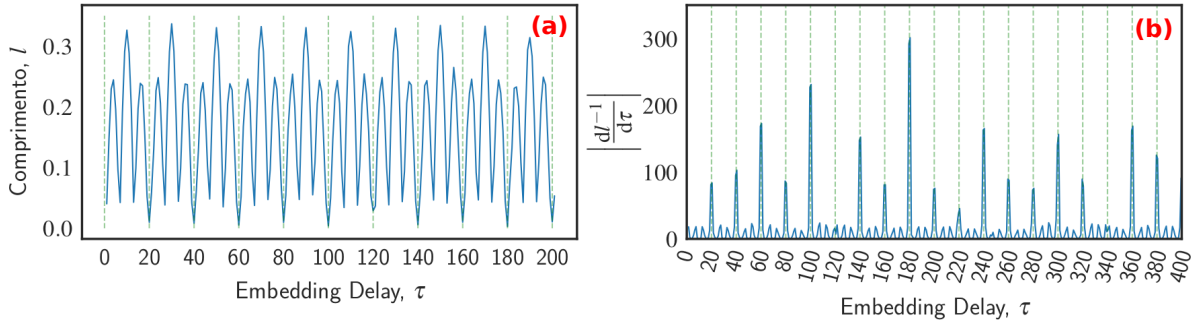 (a)
0.3
0.2
0.1
0.0
Comprimento, l
0 20 40 60 80 100 120 140 160 180 200
Embedding Delay, τ
(b)
300
200
100
0
|dl⁻¹/dτ|
0 20 40 60 80 100 120 140 160 180 200 220 240 260 280 300 320 340 360 380 400
Embedding Delay, τ